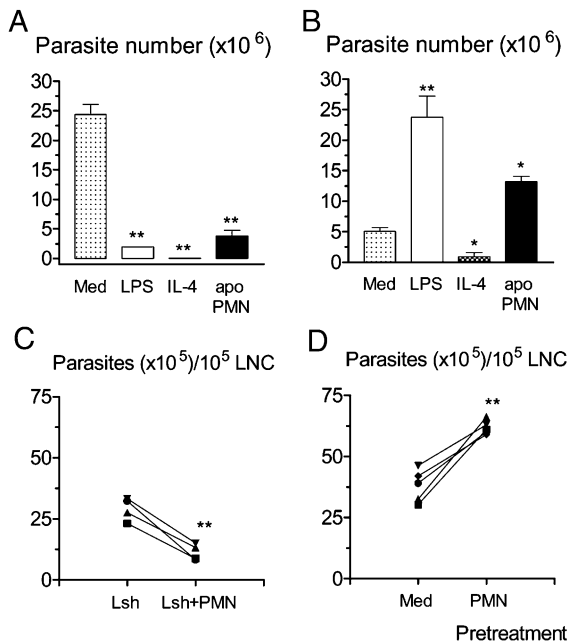 A
Parasite number (x10 6)
30
25
20
15
10
5
0
**
**
**
Med LPS IL-4 apo
PMN
B
Parasite number (x10 6)
30
25
20
15
10
5
0
**
*
*
Med LPS IL-4 apo
PMN
C
Parasites (x10 5)/10 5 LNC
75
50
25
0
**
Lsh Lsh+PMN
D
Parasites (x10 5)/10 5 LNC
75
50
25
0
**
Med PMN
Pretreatment